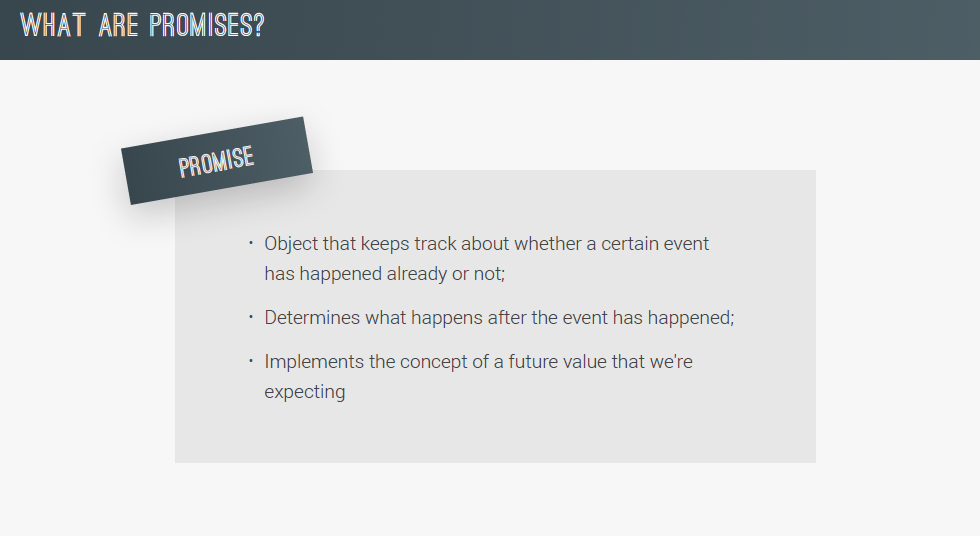 WHAT ARE PROMISES?
PROMISE
• Object that keeps track about whether a certain event
has happened already or not;
• Determines what happens after the event has happened;
• Implements the concept of a future value that we're
expecting